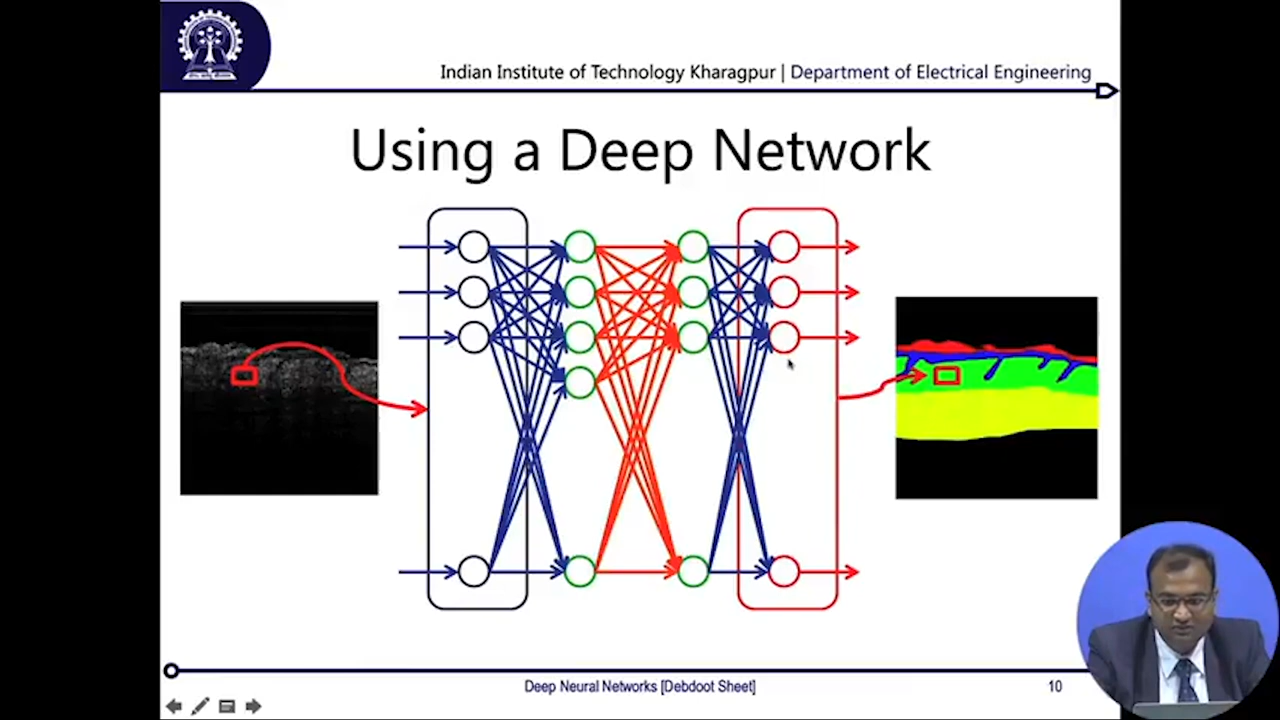 Indian Institute of Technology Kharagpur | Department of Electrical Engineering
Using a Deep Network
Deep Neural Networks [Debdoot Sheet]
10